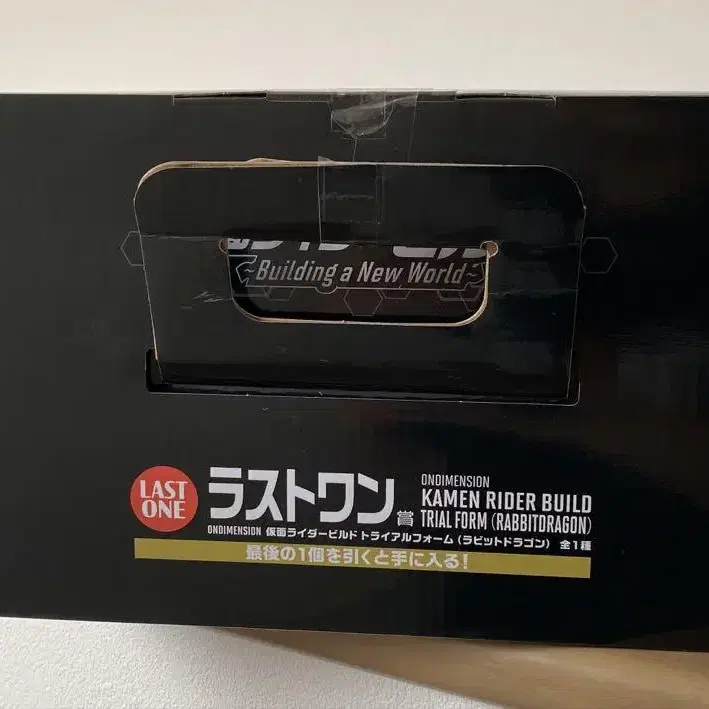 Building a New World
LAST
ONE
ラストワン賞
ONDIMENSION
KAMEN RIDER BUILD
TRIAL FORM (RABBITDRAGON)
ONDIMENSION 仮面ライダービルド トライアルフォーム(ラビットドラゴン) 全1種
最後の1個を引くと手に入る!